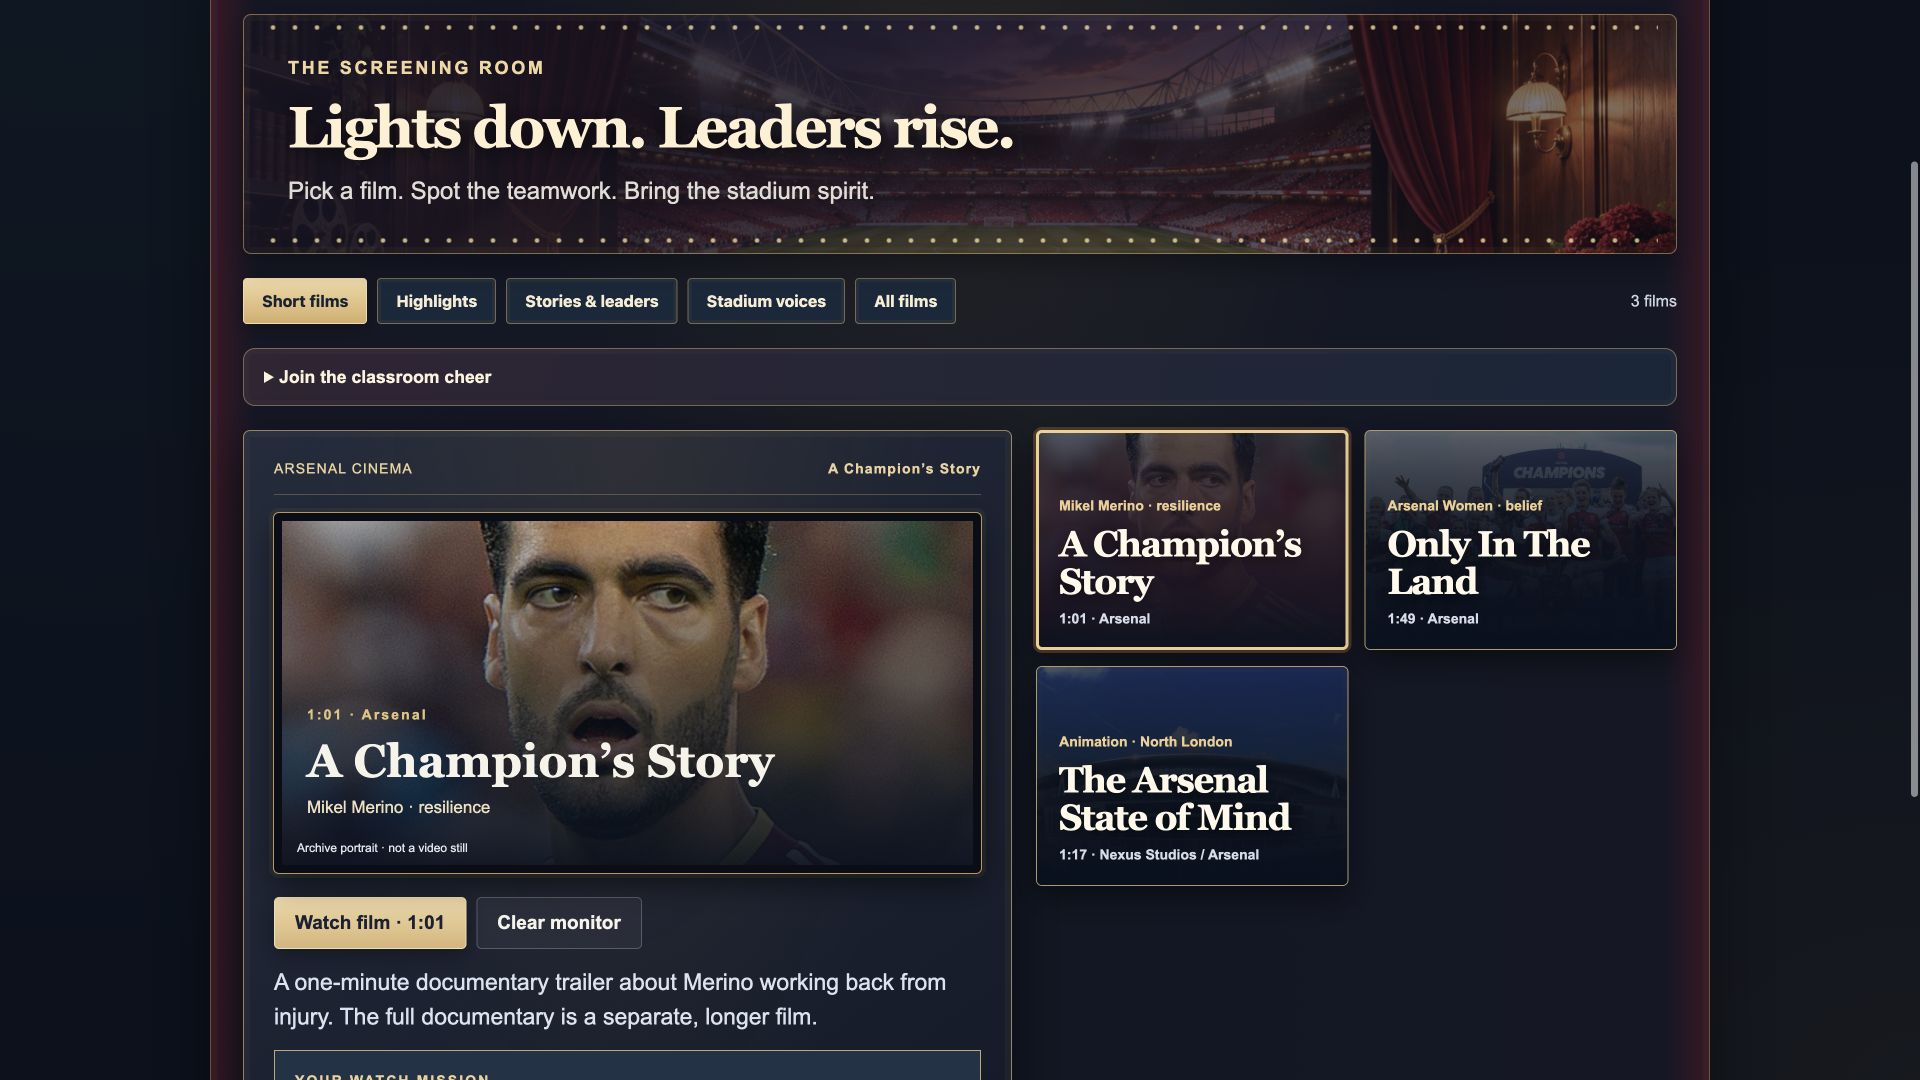 THE SCREENING ROOM
Lights down. Leaders rise.
Pick a film. Spot the teamwork. Bring the stadium spirit.
Short films
Highlights
Stories & leaders
Stadium voices
All films
3 films
Join the classroom cheer
ARSENAL CINEMA
A Champion’s Story
1:01 · Arsenal
A Champion’s Story
Mikel Merino · resilience
Archive portrait · not a video still
Watch film · 1:01
Clear monitor
A one-minute documentary trailer about Merino working back from
injury. The full documentary is a separate, longer film.
YOUR WATCH MISSION
Mikel Merino · resilience
A Champion’s
Story
1:01 · Arsenal
CHAMPIONS
Arsenal Women · belief
Only In The
Land
1:49 · Arsenal
Animation · North London
The Arsenal
State of Mind
1:17 · Nexus Studios / Arsenal